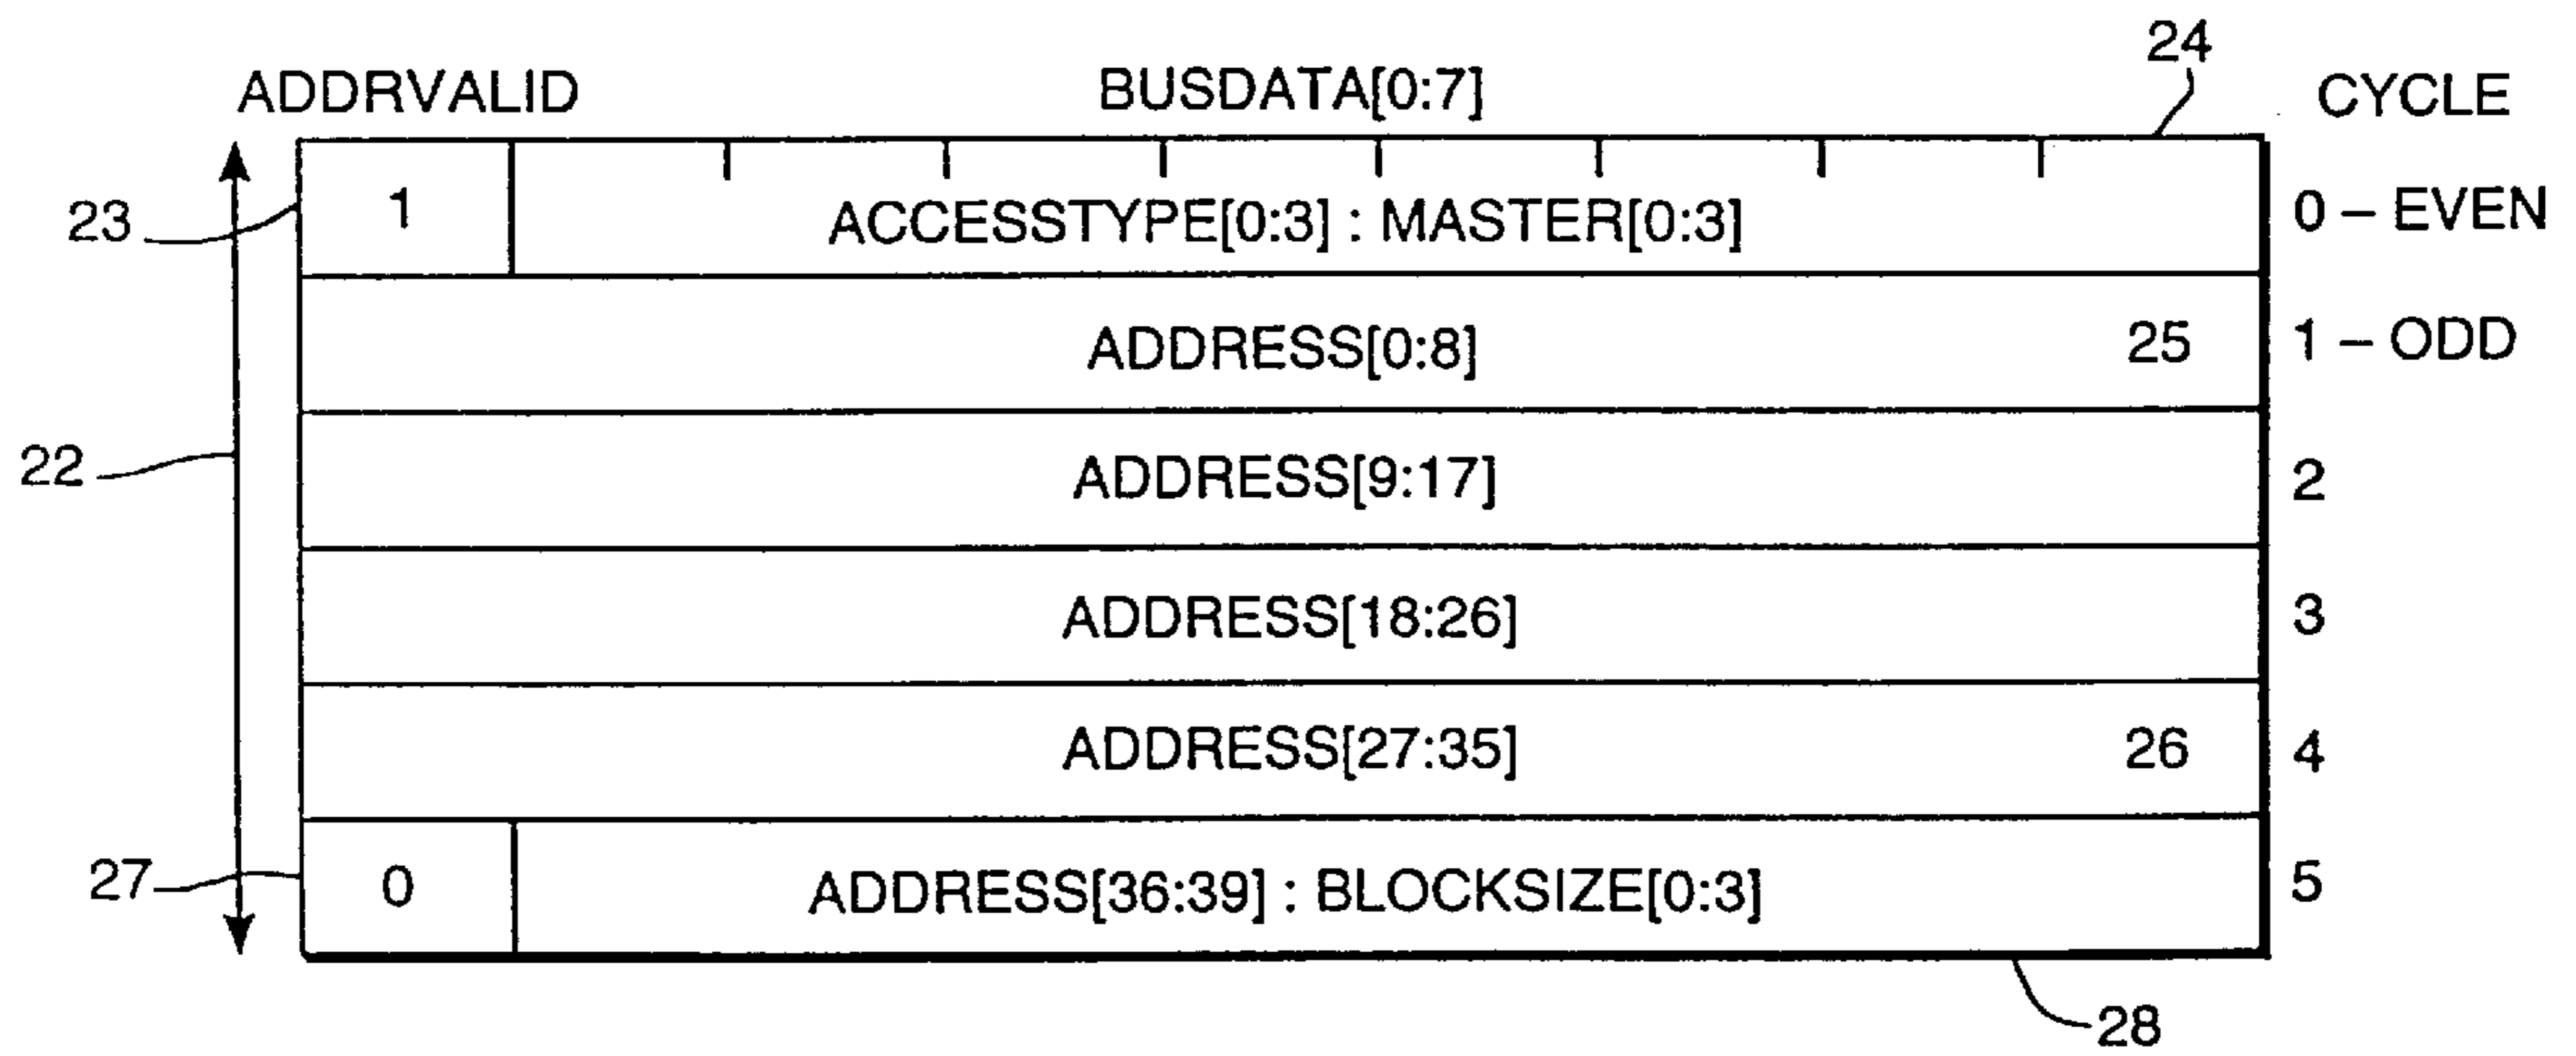 24
ADDRVALID BUSDATA[0:7] CYCLE
23 1 ACCESSTYPE[0:3] : MASTER[0:3] 0 – EVEN
ADDRESS[0:8] 25 1 – ODD
22 ADDRESS[9:17] 2
ADDRESS[18:26] 3
ADDRESS[27:35] 26 4
27 0 ADDRESS[36:39] : BLOCKSIZE[0:3] 5
28